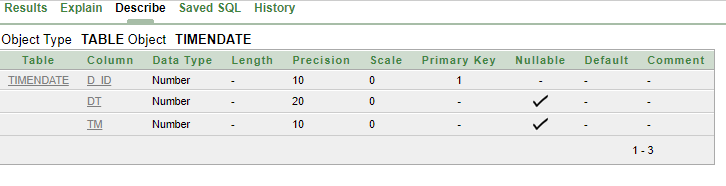 Results Explain Describe Saved SQL History
Object Type TABLE Object TIMENDATE
Table Column Data Type Length Precision Scale Primary Key Nullable Default Comment
TIMENDATE D_ID Number - 10 0 1 - - -
DT Number - 20 0 - ✓ - -
TM Number - 10 0 - ✓ - -
1 - 3